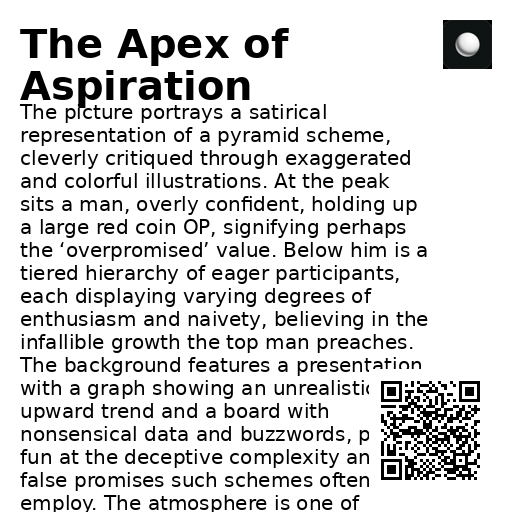 The Apex of
Aspiration
The picture portrays a satirical
representation of a pyramid scheme,
cleverly critiqued through exaggerated
and colorful illustrations. At the peak
sits a man, overly confident, holding up
a large red coin OP, signifying perhaps
the ‘overpromised’ value. Below him is a
tiered hierarchy of eager participants,
each displaying varying degrees of
enthusiasm and naivety, believing in the
infallible growth the top man preaches.
The background features a presentation
with a graph showing an unrealistic
upward trend and a board with
nonsensical data and buzzwords, p
fun at the deceptive complexity an
false promises such schemes often
employ. The atmosphere is one of